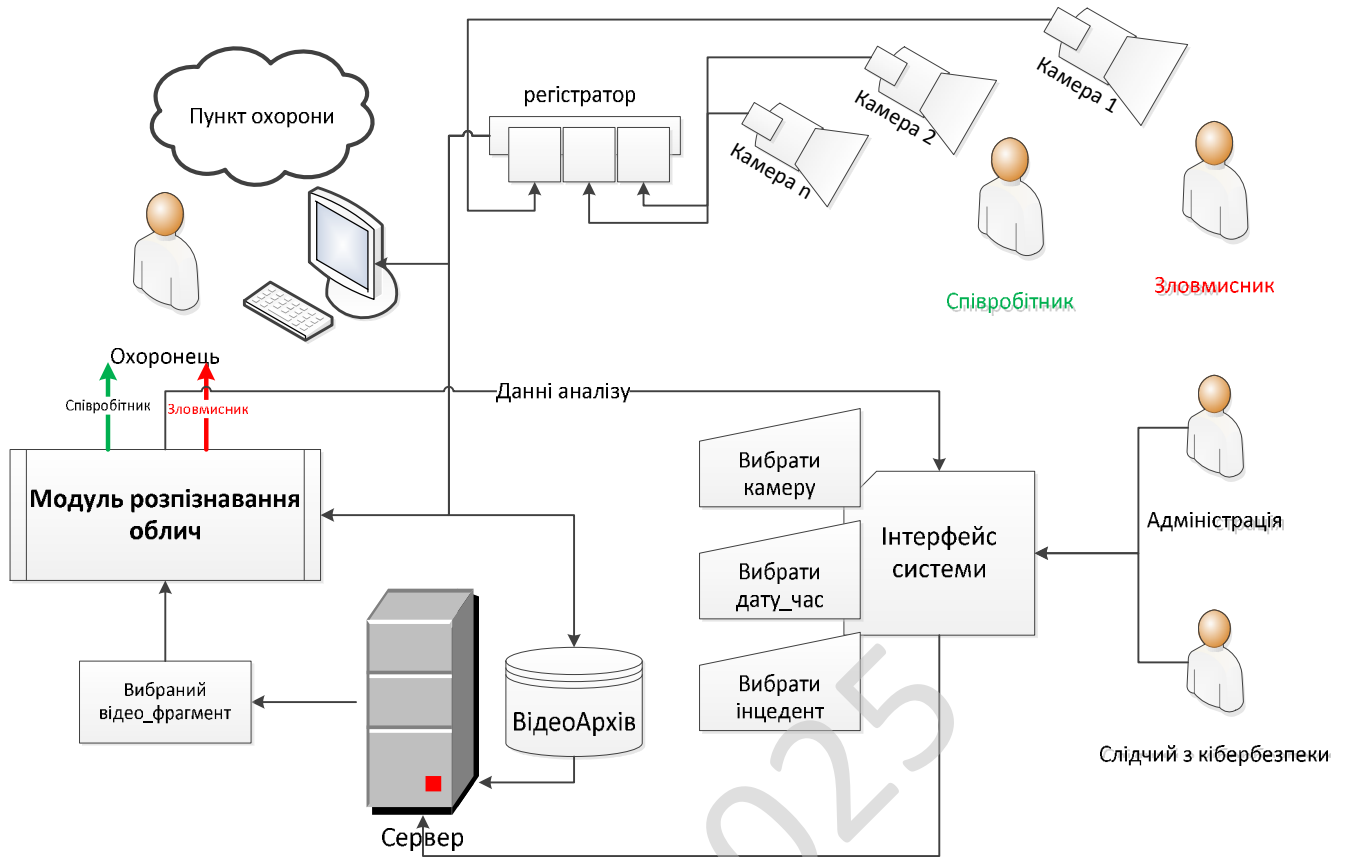 Пункт охорони
регістратор
Камера 1
Камера 2
Камера n
Співробітник
Зловмисник
Охоронець
Співробітник
Зловмисник
Данні аналізу
Модуль розпізнавання
облич
Вибрати
камеру
Вибрати
дату_час
Вибрати
інцедент
Інтерфейс
системи
Адміністрація
Слідчий з кібербезпеки
Вибраний
відео_фрагмент
ВідеоАрхів
Сервер
025